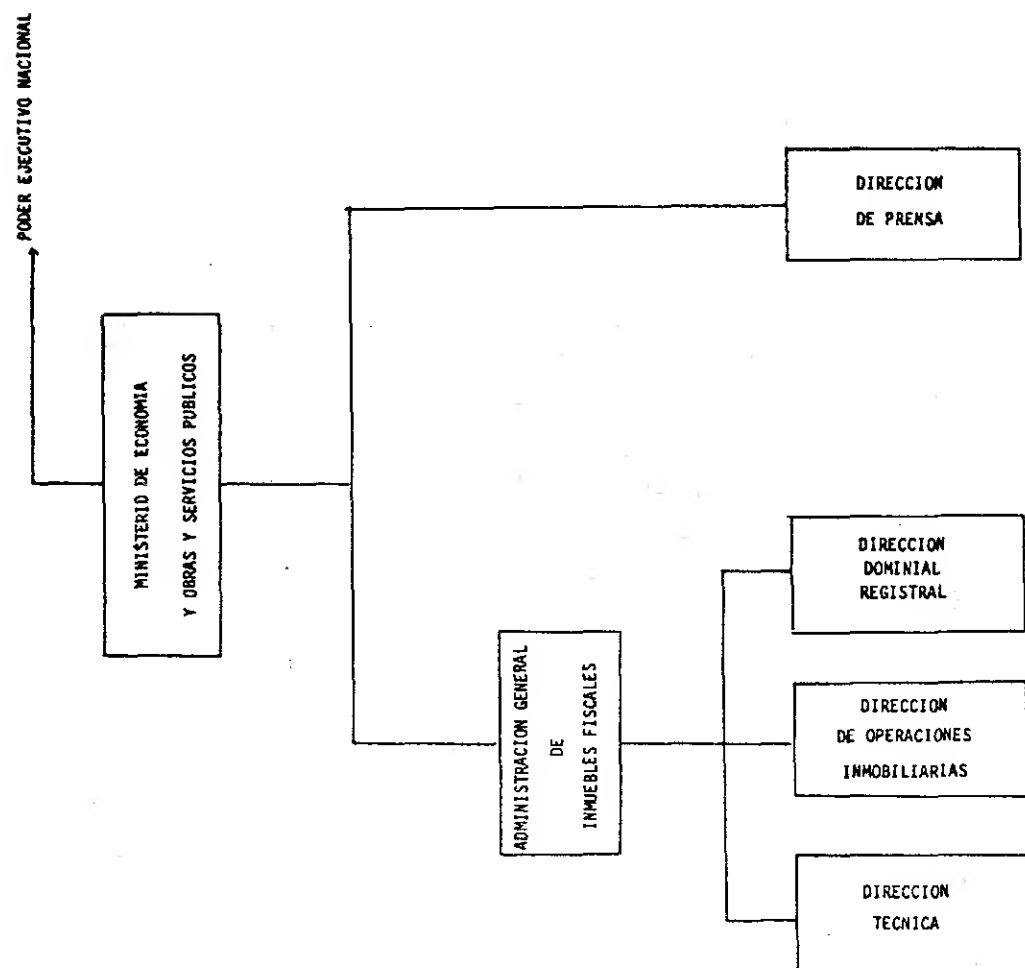 PODER EJECUTIVO NACIONAL
MINISTERIO DE ECONOMIA
Y OBRAS Y SERVICIOS PUBLICOS
DIRECCION
DE PRENSA
ADMINISTRACION GENERAL
DE
INMUEBLES FISCALES
DIRECCION
DOMINIAL
REGISTRAL
DIRECCION
DE OPERACIONES
INMOBILIARIAS
DIRECCION
TECNICA